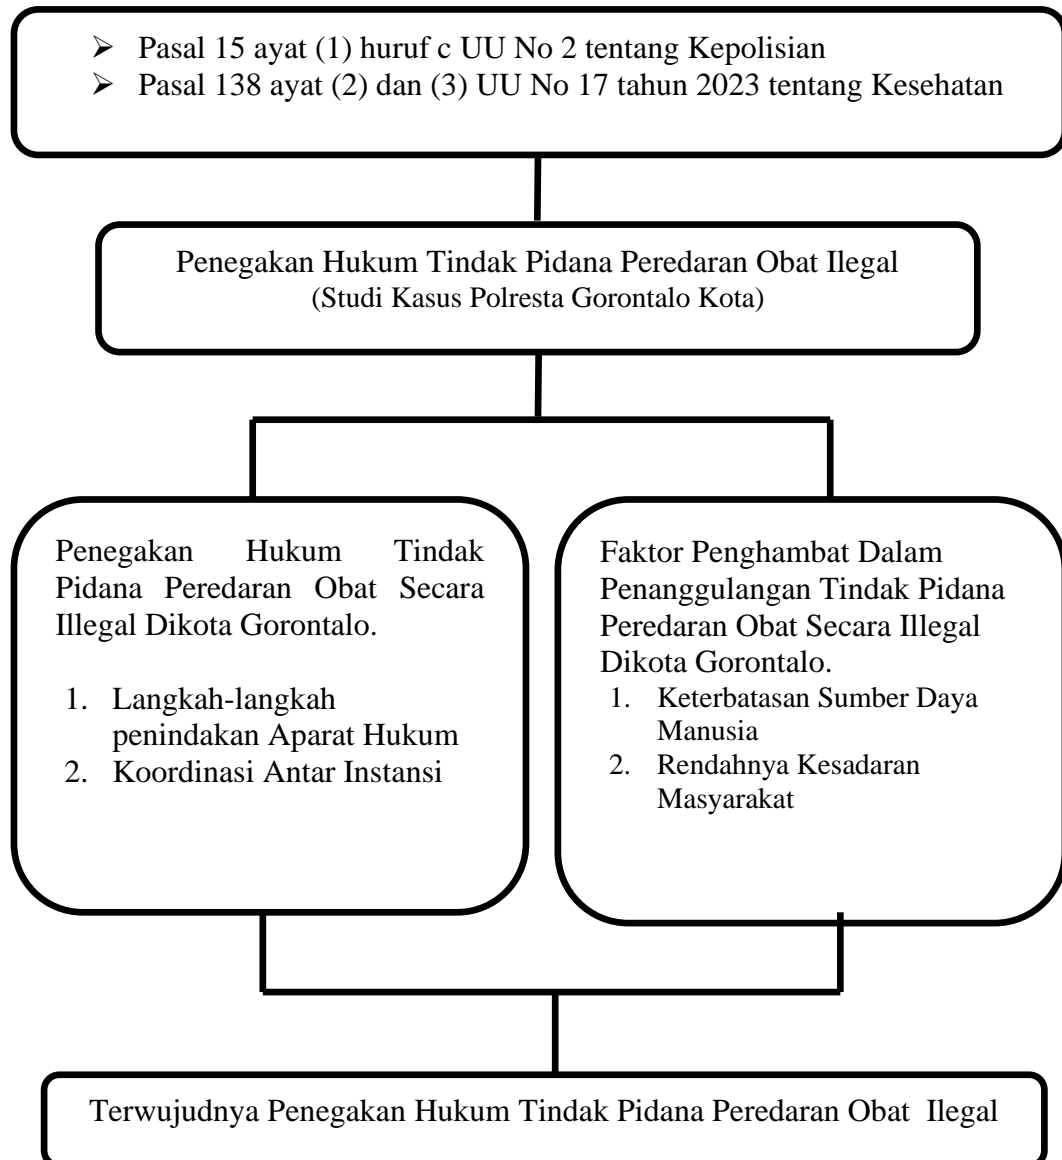 ➢ Pasal 15 ayat (1) huruf c UU No 2 tentang Kepolisian
➢ Pasal 138 ayat (2) dan (3) UU No 17 tahun 2023 tentang Kesehatan
Penegakan Hukum Tindak Pidana Peredaran Obat Ilegal
(Studi Kasus Polresta Gorontalo Kota)
Penegakan Hukum Tindak
Pidana Peredaran Obat Secara
Illegal Dikota Gorontalo.
1. Langkah-langkah
penindakan Aparat Hukum
2. Koordinasi Antar Instansi
Faktor Penghambat Dalam
Penanggulangan Tindak Pidana
Peredaran Obat Secara Illegal
Dikota Gorontalo.
1. Keterbatasan Sumber Daya
Manusia
2. Rendahnya Kesadaran
Masyarakat
Terwujudnya Penegakan Hukum Tindak Pidana Peredaran Obat Ilegal